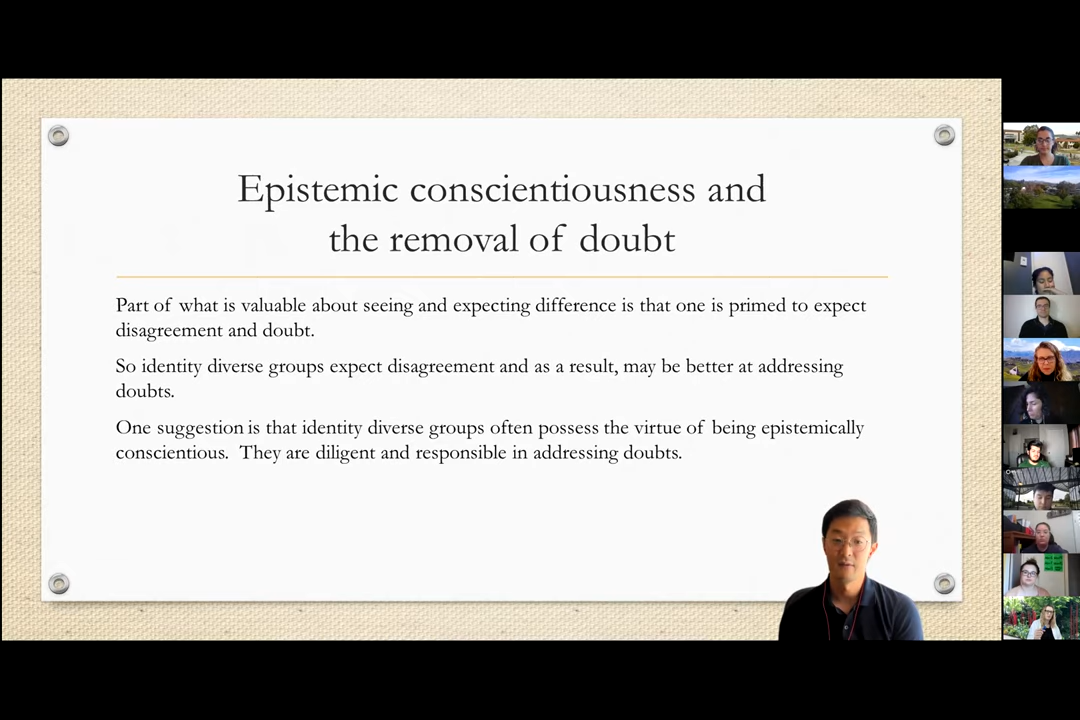 Epistemic conscientiousness and
the removal of doubt
Part of what is valuable about seeing and expecting difference is that one is primed to expect
disagreement and doubt.
So identity diverse groups expect disagreement and as a result, may be better at addressing
doubts.
One suggestion is that identity diverse groups often possess the virtue of being epistemically
conscientious. They are diligent and responsible in addressing doubts.